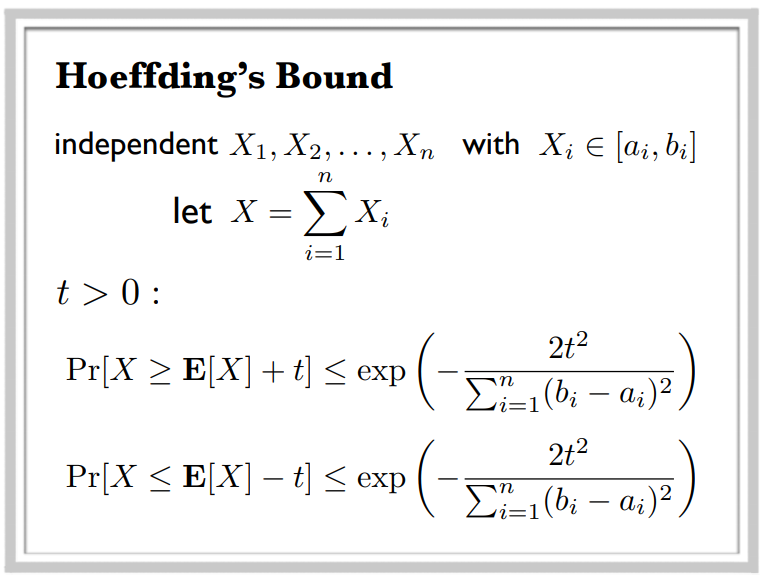 Hoeffding's Bound
independent $X_1, X_2, \ldots, X_n$ with $X_i \in [a_i, b_i]$
let $X = \sum_{i=1}^{n} X_i$
$t > 0 :$
$\Pr[X \geq \mathbf{E}[X] + t] \leq \exp\left(-\frac{2t^2}{\sum_{i=1}^{n}(b_i - a_i)^2}\right)$
$\Pr[X \leq \mathbf{E}[X] - t] \leq \exp\left(-\frac{2t^2}{\sum_{i=1}^{n}(b_i - a_i)^2}\right)$